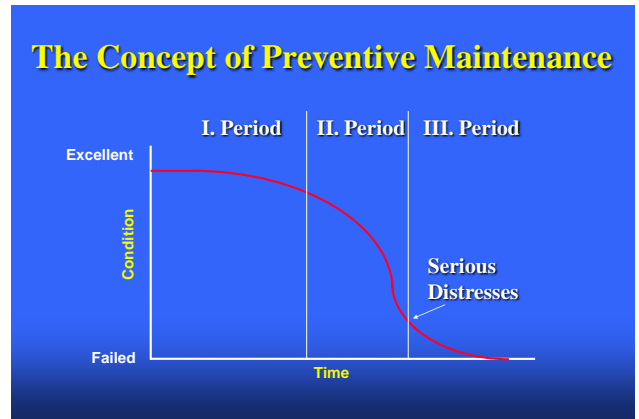 The Concept of Preventive Maintenance
I. Period
II. Period
III. Period
Excellent
Condition
Serious
Distresses
Failed
Time